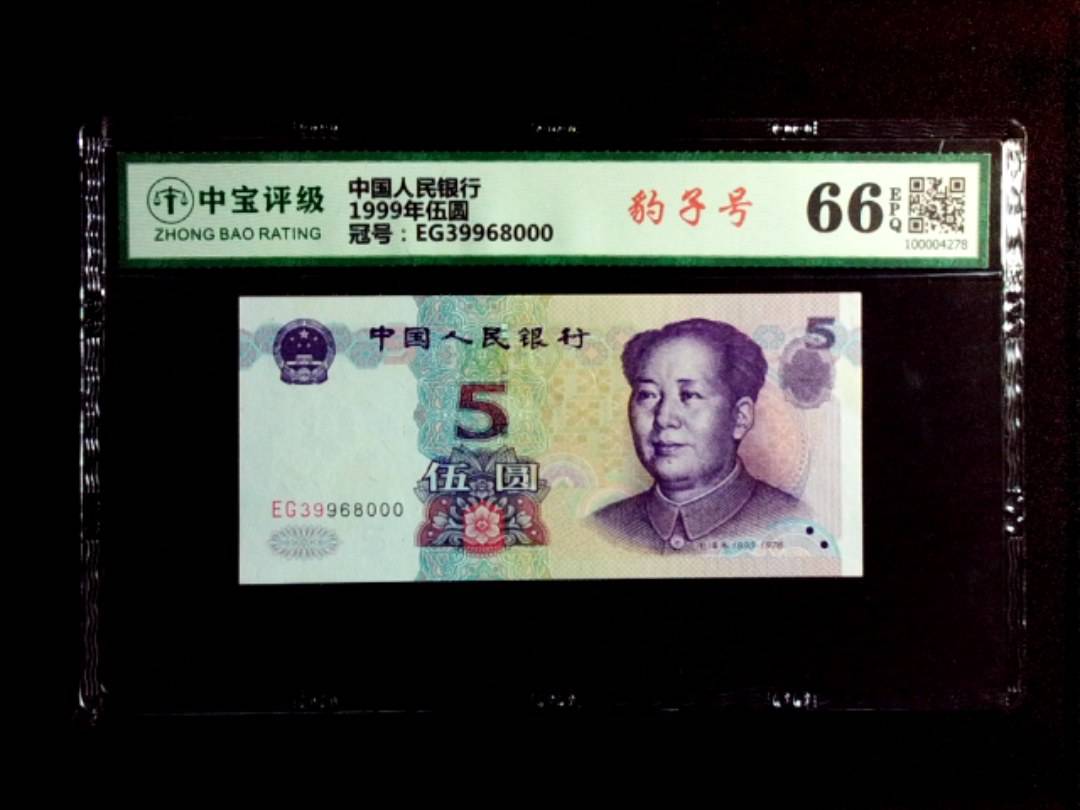 中宝评级
ZHONG BAO RATING
中国人民银行
1999年伍圆
冠号：EG39968000
豹子号
66
EPQ
100004278
中国人民银行
5
5
伍圆
EG39968000
1893-1976